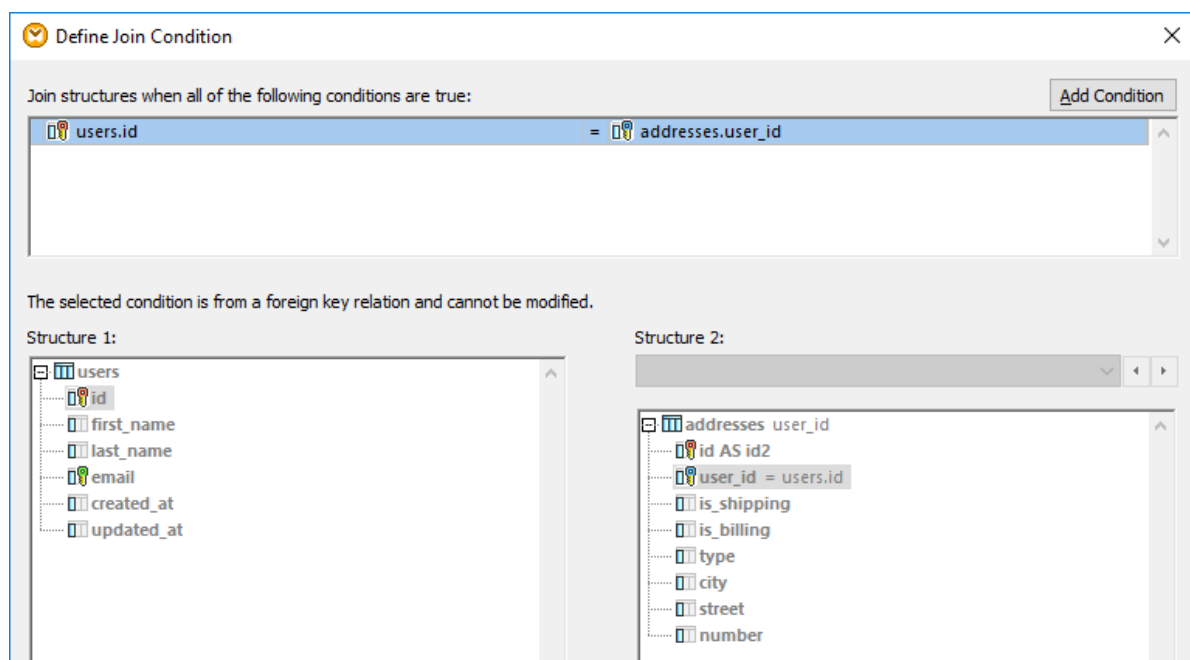 Define Join Condition
Join structures when all of the following conditions are true:
Add Condition
users.id = addresses.user_id
The selected condition is from a foreign key relation and cannot be modified.
Structure 1:
Structure 2:
users
id
first_name
last_name
email
created_at
updated_at
addresses user_id
id AS id2
user_id = users.id
is_shipping
is_billing
type
city
street
number